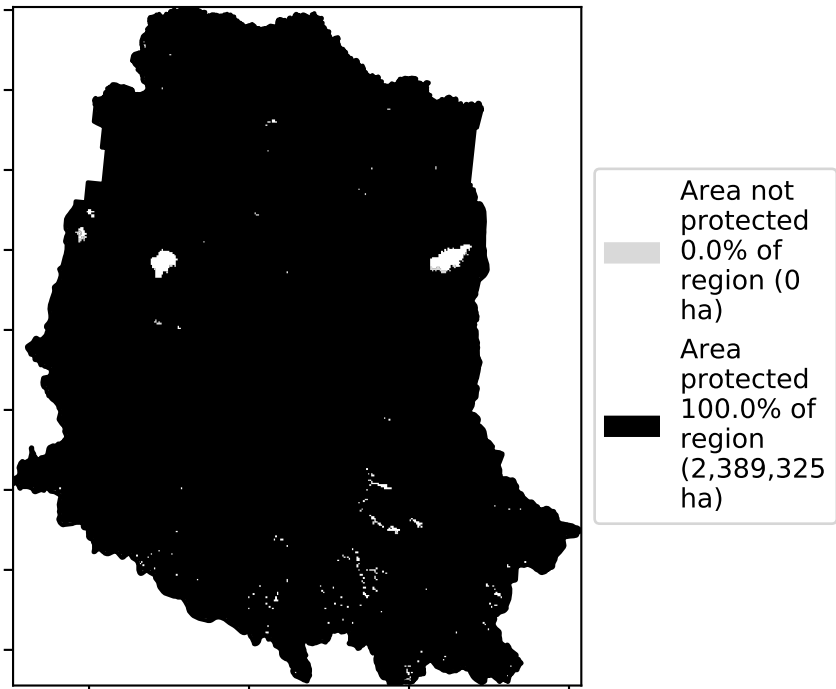 Area not
protected
0.0% of
region (0
ha)
Area
protected
100.0% of
region
(2,389,325
ha)